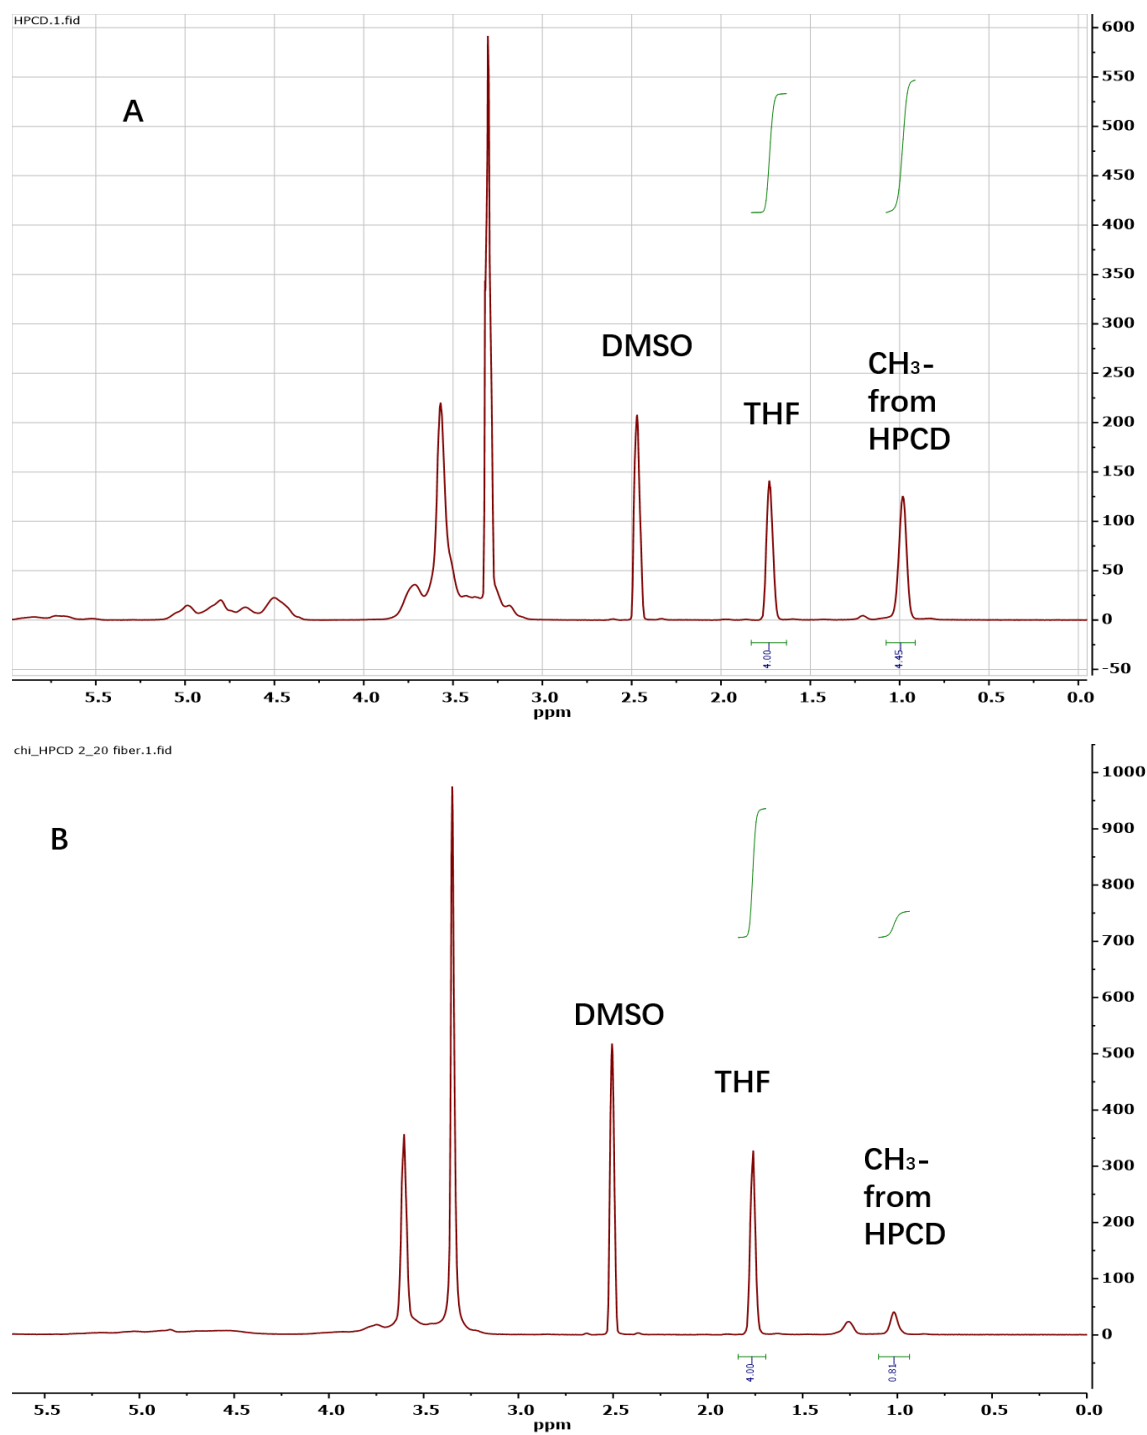 HPCD.1.fid
A
600
550
500
450
400
350
300
250
200
150
100
50
0
-50
DMSO
THF
CH₃-
from
HPCD
4.00
4.45
5.5 5.0 4.5 4.0 3.5 3.0 2.5 2.0 1.5 1.0 0.5 0.0
ppm
chi_HPCD 2_20 fiber.1.fid
B
1000
900
800
700
600
500
400
300
200
100
0
DMSO
THF
CH₃-
from
HPCD
4.00
0.81
5.5 5.0 4.5 4.0 3.5 3.0 2.5 2.0 1.5 1.0 0.5 0.0
ppm